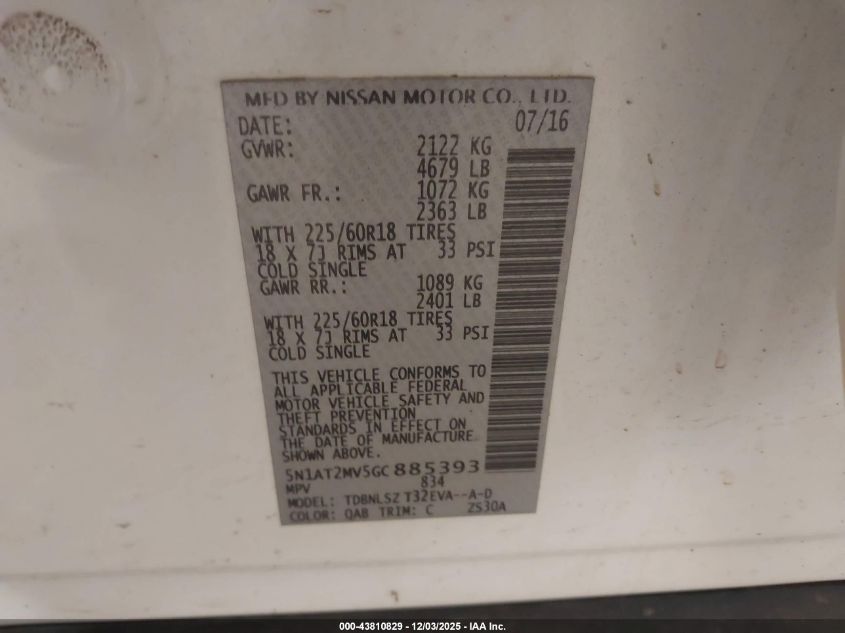 MFD BY NISSAN MOTOR CO., LTD.
DATE: 07/16
GVWR: 2122 KG
4679 LB
GAWR FR.: 1072 KG
2363 LB
WITH 225/60R18 TIRES
18 X 7J RIMS AT 33 PSI
COLD SINGLE
GAWR RR.: 1089 KG
2401 LB
WITH 225/60R18 TIRES
18 X 7J RIMS AT 33 PSI
COLD SINGLE
THIS VEHICLE CONFORMS TO
ALL APPLICABLE FEDERAL
MOTOR VEHICLE SAFETY AND
THEFT PREVENTION
STANDARDS IN EFFECT ON
THE DATE OF MANUFACTURE
SHOWN ABOVE.
5N1AT2MV5GC885393
MPV 834
MODEL: TDBNLSZ T32EVA--A-D
COLOR: QAB TRIM: C ZS30A
000-43810829 - 12/03/2025 - IAA Inc.